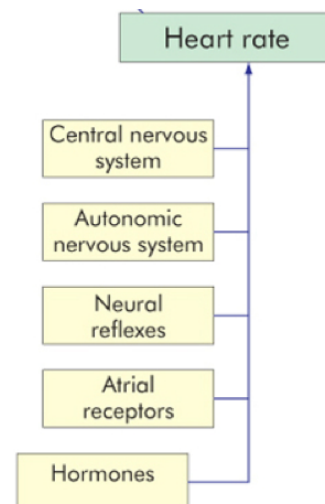 Heart rate
Central nervous
system
Autonomic
nervous system
Neural
reflexes
Atrial
receptors
Hormones